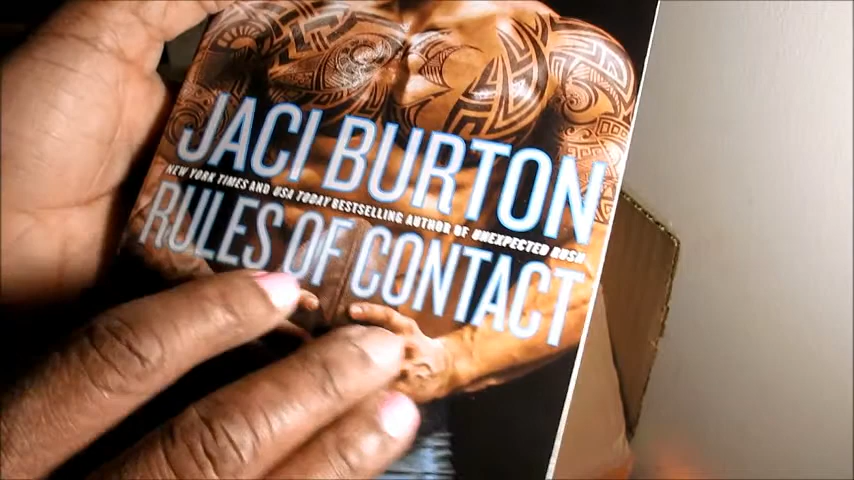 JACI BURTON
NEW YORK TIMES AND USA TODAY BESTSELLING AUTHOR OF UNEXPECTED RUSH
RULES OF CONTACT